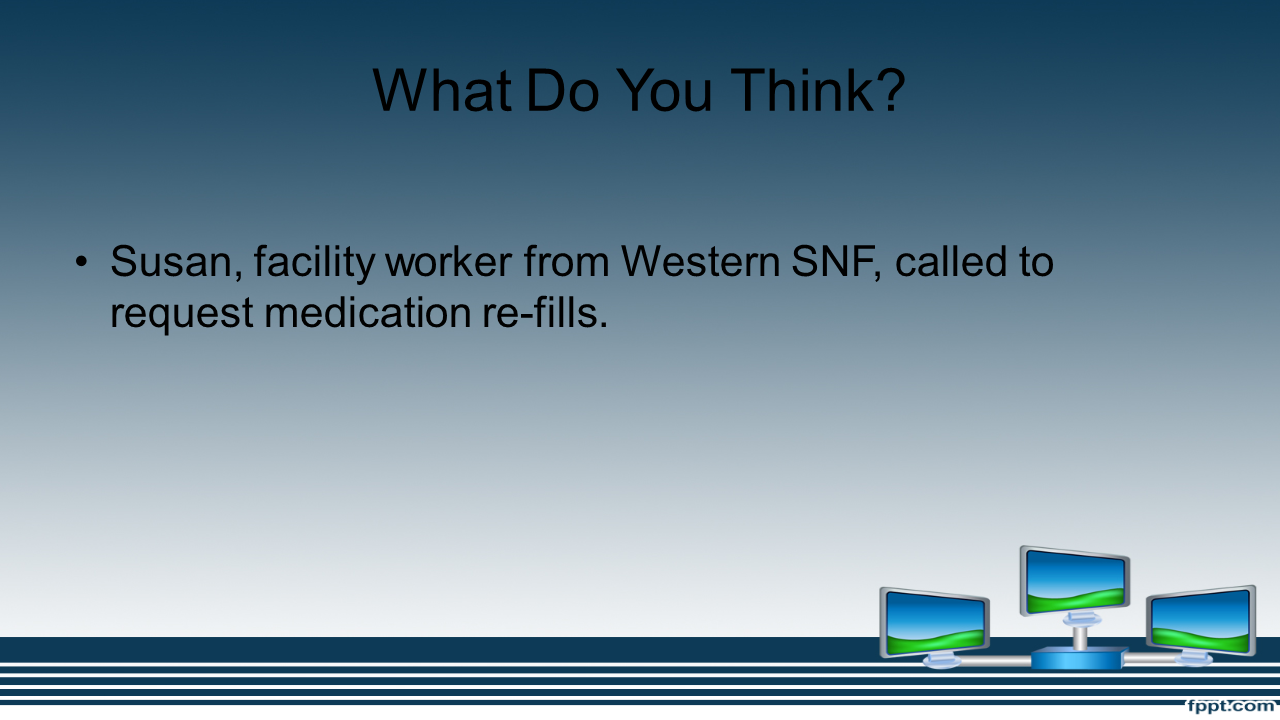 What Do You Think?
• Susan, facility worker from Western SNF, called to
request medication re-fills.
fppt.com